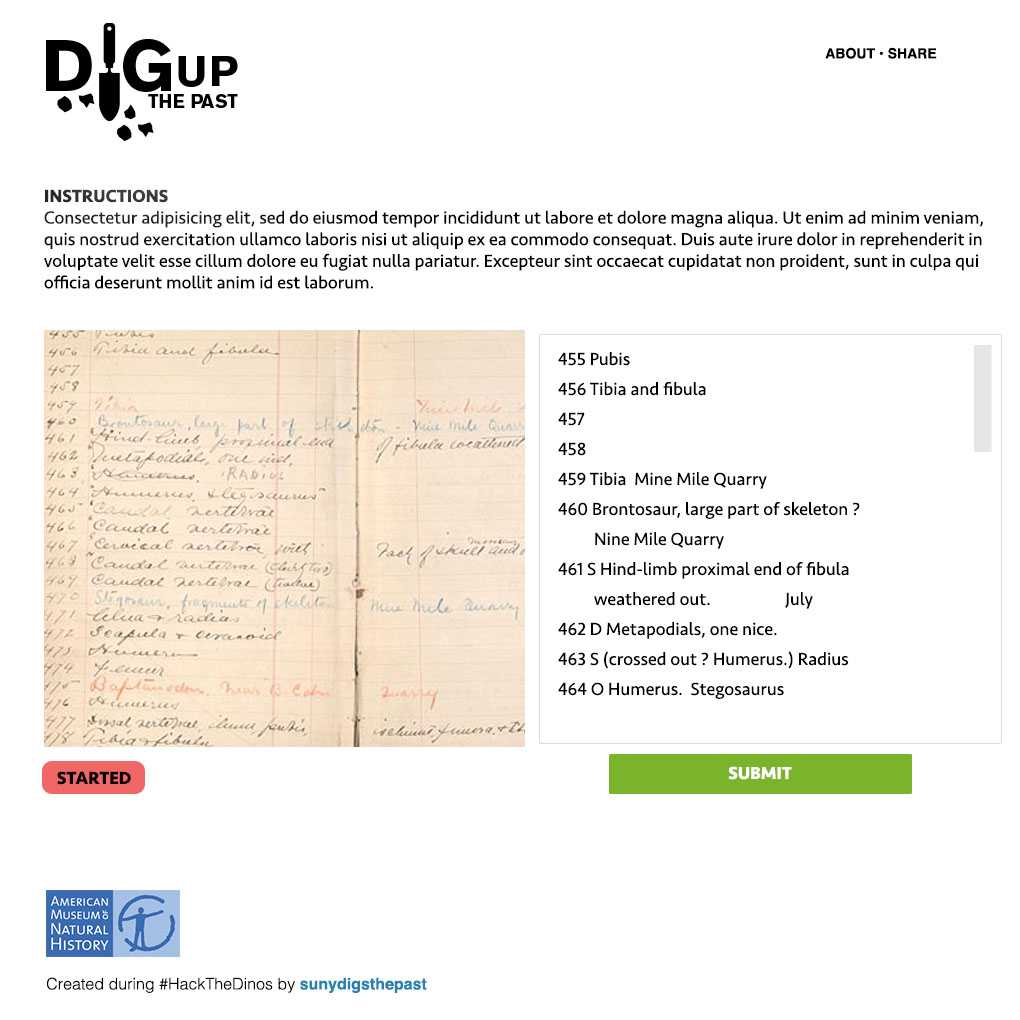 DIG UP
THE PAST
ABOUT · SHARE
INSTRUCTIONS
Consectetur adipisicing elit, sed do eiusmod tempor incididunt ut labore et dolore magna aliqua. Ut enim ad minim veniam,
quis nostrud exercitation ullamco laboris nisi ut aliquip ex ea commodo consequat. Duis aute irure dolor in reprehenderit in
voluptate velit esse cillum dolore eu fugiat nulla pariatur. Excepteur sint occaecat cupidatat non proident, sunt in culpa qui
officia deserunt mollit anim id est laborum.
455 Pubis
456 Tibia and fibula
457
458
459 Tibia Nine Mile
460 Brontosaur, large part of skel eton - Nine Mile Quarr
461 Hind-limb proximal end of fibula weathered
462 Metapodials, one ind.
463 Humerus. RADIUS
464 Humerus. Stegosaurus
465 Caudal vertebrae
466 Caudal vertebrae
467 Cervical vertebra with back of skull and
468 Caudal vertebrae (chevron)
469 Caudal vertebrae
470 Stegosaur, fragments of skeleton Nine Mile Quarry
471 Ulna & radius
472 Scapula & coracoid
473 Humerus
474 Femur
475 Baptanodon, Near B. Cabin Quarry
476 Humerus
477 Dorsal vertebrae, ilium, pubis, ischium, femora, &
478 Tibia & fibula
455 Pubis
456 Tibia and fibula
457
458
459 Tibia Mine Mile Quarry
460 Brontosaur, large part of skeleton ?
Nine Mile Quarry
461 S Hind-limb proximal end of fibula
weathered out. July
462 D Metapodials, one nice.
463 S (crossed out ? Humerus.) Radius
464 O Humerus. Stegosaurus
STARTED
SUBMIT
AMERICAN
MUSEUM OF
NATURAL
HISTORY
Created during #HackTheDinos by sunydigsthepast